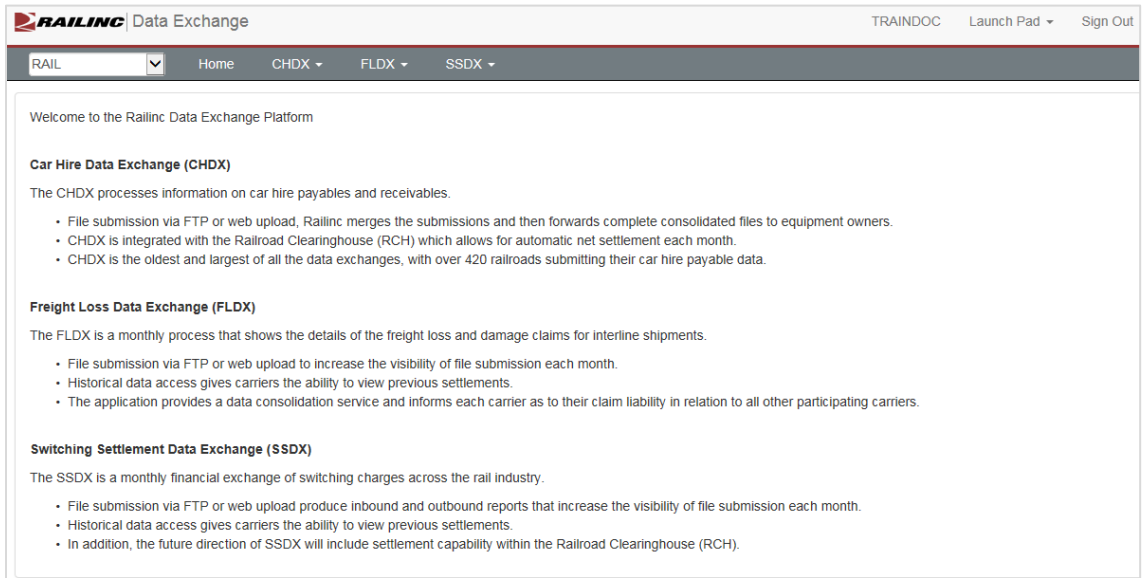 RAILINC Data Exchange TRAINDOC Launch Pad Sign Out
RAIL Home CHDX FLDX SSDX
Welcome to the Railinc Data Exchange Platform
Car Hire Data Exchange (CHDX)
The CHDX processes information on car hire payables and receivables.
• File submission via FTP or web upload, Railinc merges the submissions and then forwards complete consolidated files to equipment owners.
• CHDX is integrated with the Railroad Clearinghouse (RCH) which allows for automatic net settlement each month.
• CHDX is the oldest and largest of all the data exchanges, with over 420 railroads submitting their car hire payable data.
Freight Loss Data Exchange (FLDX)
The FLDX is a monthly process that shows the details of the freight loss and damage claims for interline shipments.
• File submission via FTP or web upload to increase the visibility of file submission each month.
• Historical data access gives carriers the ability to view previous settlements.
• The application provides a data consolidation service and informs each carrier as to their claim liability in relation to all other participating carriers.
Switching Settlement Data Exchange (SSDX)
The SSDX is a monthly financial exchange of switching charges across the rail industry.
• File submission via FTP or web upload produce inbound and outbound reports that increase the visibility of file submission each month.
• Historical data access gives carriers the ability to view previous settlements.
• In addition, the future direction of SSDX will include settlement capability within the Railroad Clearinghouse (RCH).